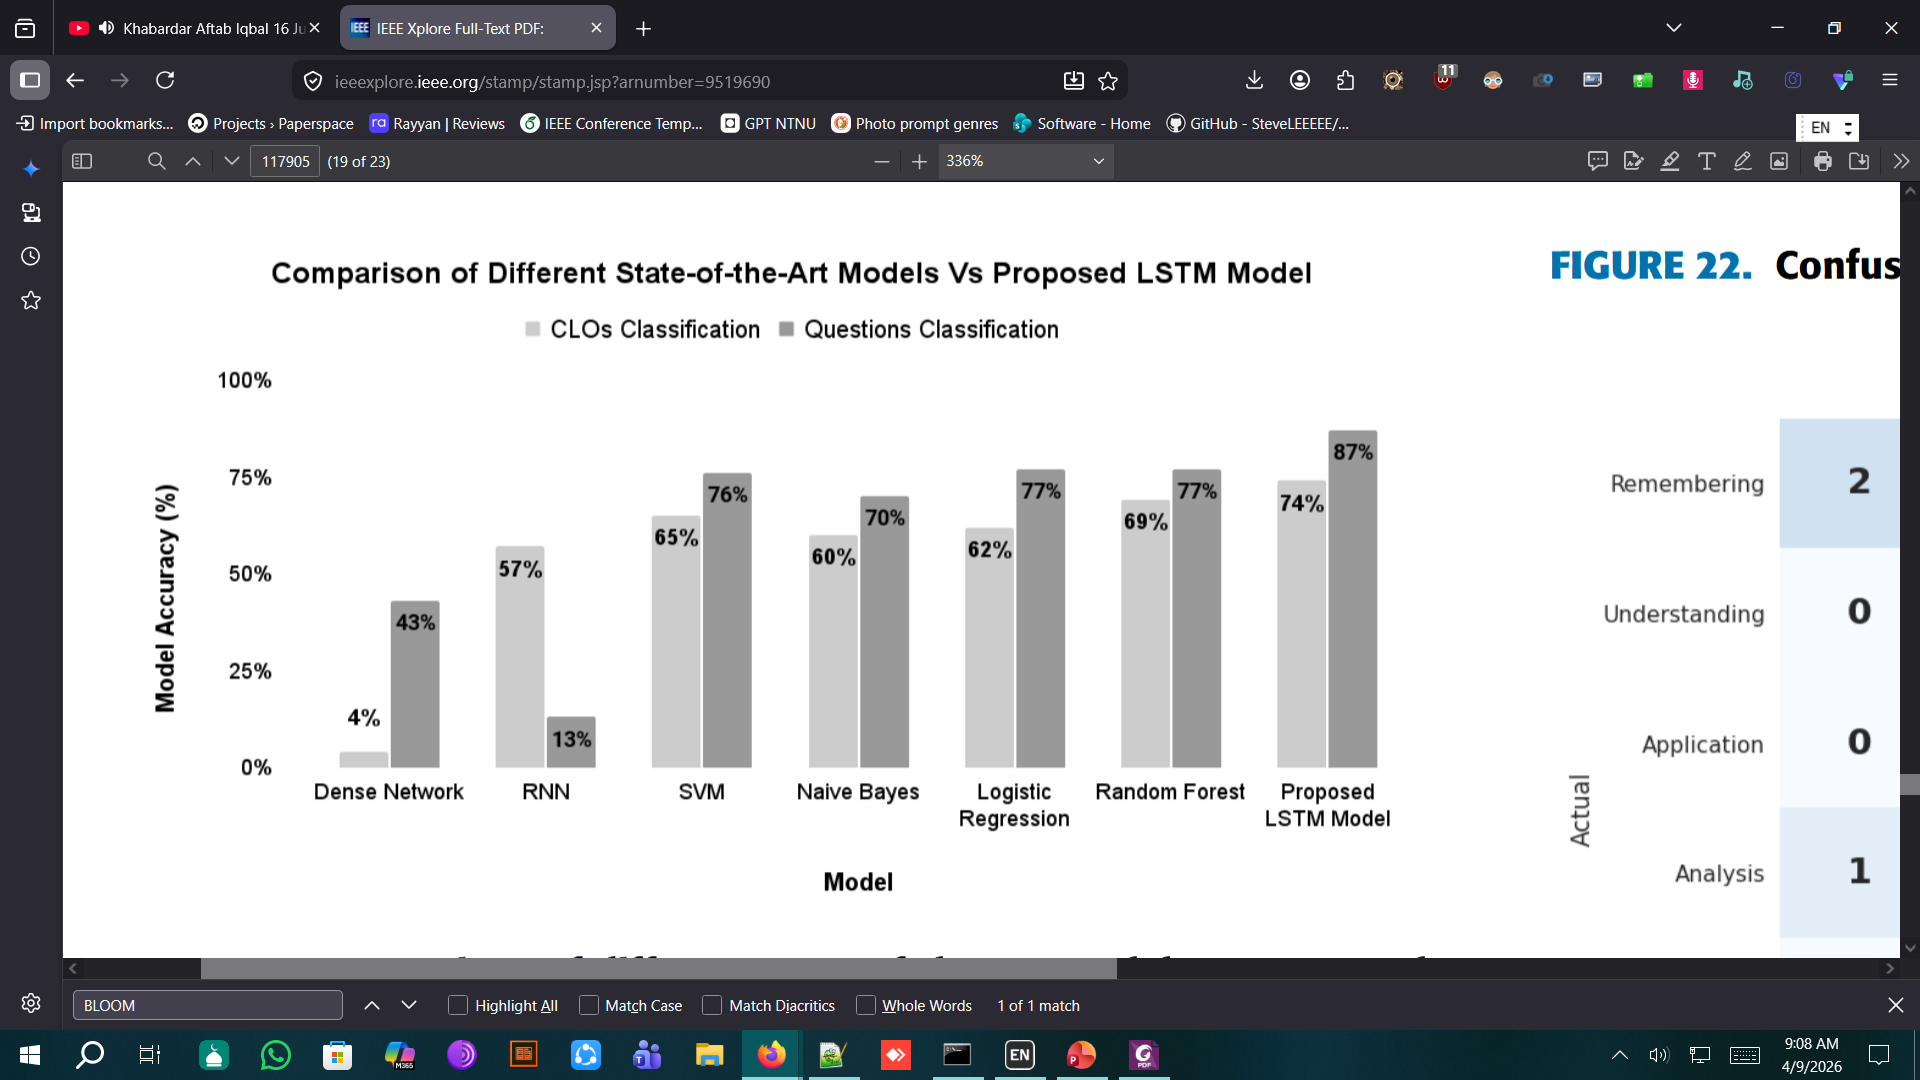 Khabardar Aftab Iqbal 16 Ju
IEEE Xplore Full-Text PDF:
ieeexplore.ieee.org/stamp/stamp.jsp?arnumber=9519690
11
Import bookmarks...
Projects › Paperspace
Rayyan | Reviews
IEEE Conference Temp...
GPT NTNU
Photo prompt genres
Software - Home
GitHub - SteveLEEEEE/...
EN
117905 (19 of 23)
336%
Comparison of Different State-of-the-Art Models Vs Proposed LSTM Model
CLOs Classification Questions Classification
Model Accuracy (%)
100%
75%
50%
25%
0%
4%
43%
57%
13%
65%
76%
60%
70%
62%
77%
69%
77%
74%
87%
Dense Network
RNN
SVM
Naive Bayes
Logistic
Regression
Random Forest
Proposed
LSTM Model
Model
FIGURE 22. Confus
Actual
Remembering 2
Understanding 0
Application 0
Analysis 1
BLOOM
Highlight All
Match Case
Match Diacritics
Whole Words
1 of 1 match
M365
EN
PDF
9:08 AM
4/9/2026